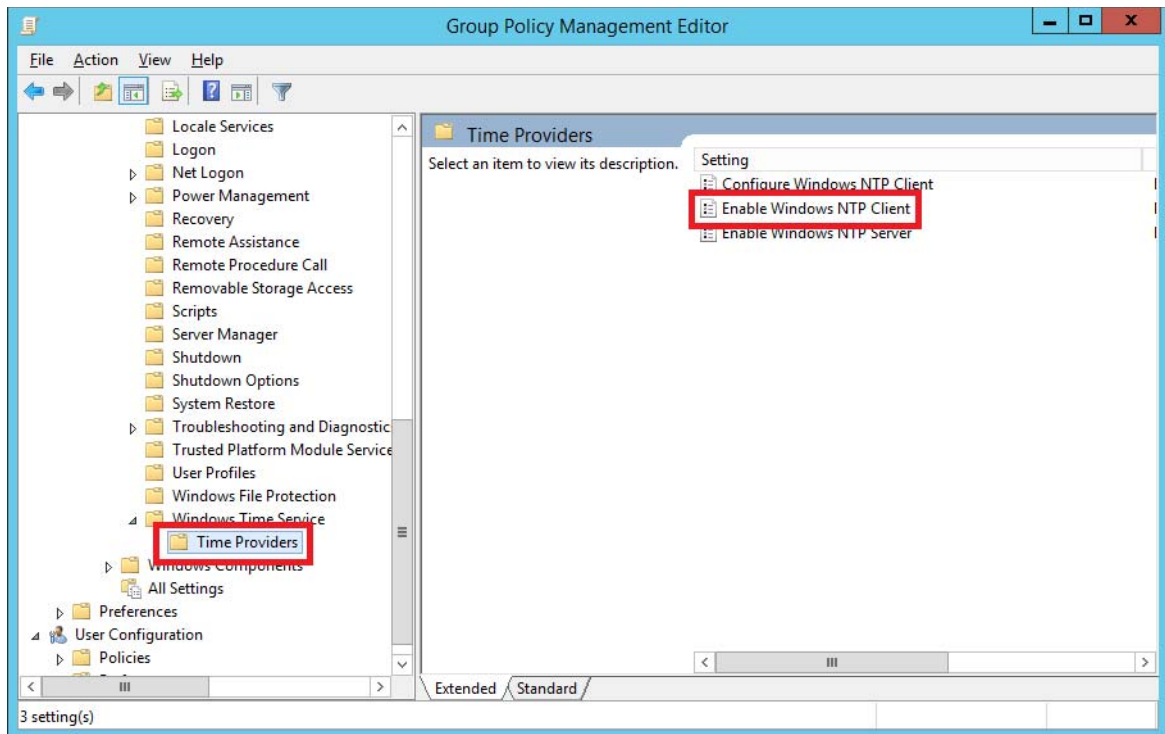 Group Policy Management Editor
File Action View Help
Locale Services
Logon
Net Logon
Power Management
Recovery
Remote Assistance
Remote Procedure Call
Removable Storage Access
Scripts
Server Manager
Shutdown
Shutdown Options
System Restore
Troubleshooting and Diagnostic
Trusted Platform Module Service
User Profiles
Windows File Protection
Windows Time Service
Time Providers
Windows Components
All Settings
Preferences
User Configuration
Policies
Time Providers
Select an item to view its description.
Setting
Configure Windows NTP Client
Enable Windows NTP Client
Enable Windows NTP Server
Extended Standard
3 setting(s)